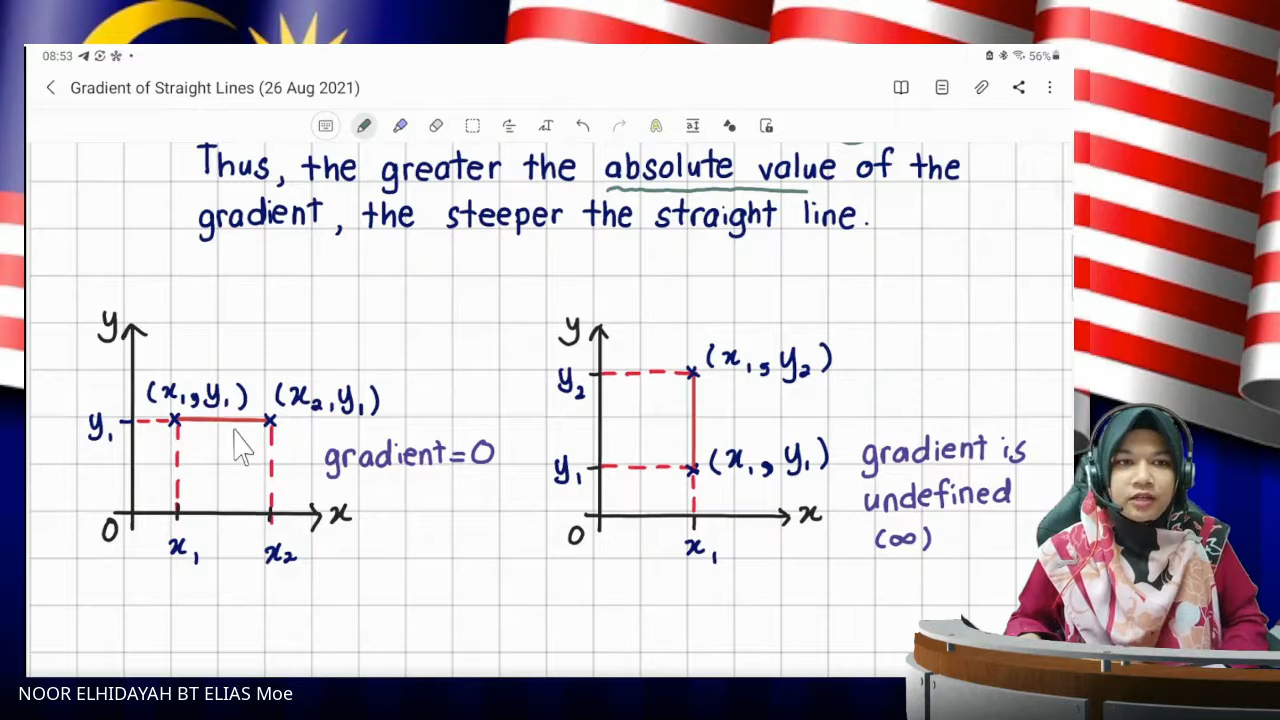 08:53
56%
Gradient of Straight Lines (26 Aug 2021)
Thus, the greater the absolute value of the
gradient, the steeper the straight line.
y
(x₁, y₁) (x₂, y₁)
y₁
gradient = 0
0
x
x₁ x₂
y
y₂
(x₁, y₂)
y₁
(x₁, y₁)
0
x
x₁
gradient is
undefined
(∞)
NOOR ELHIDAYAH BT ELIAS Moe